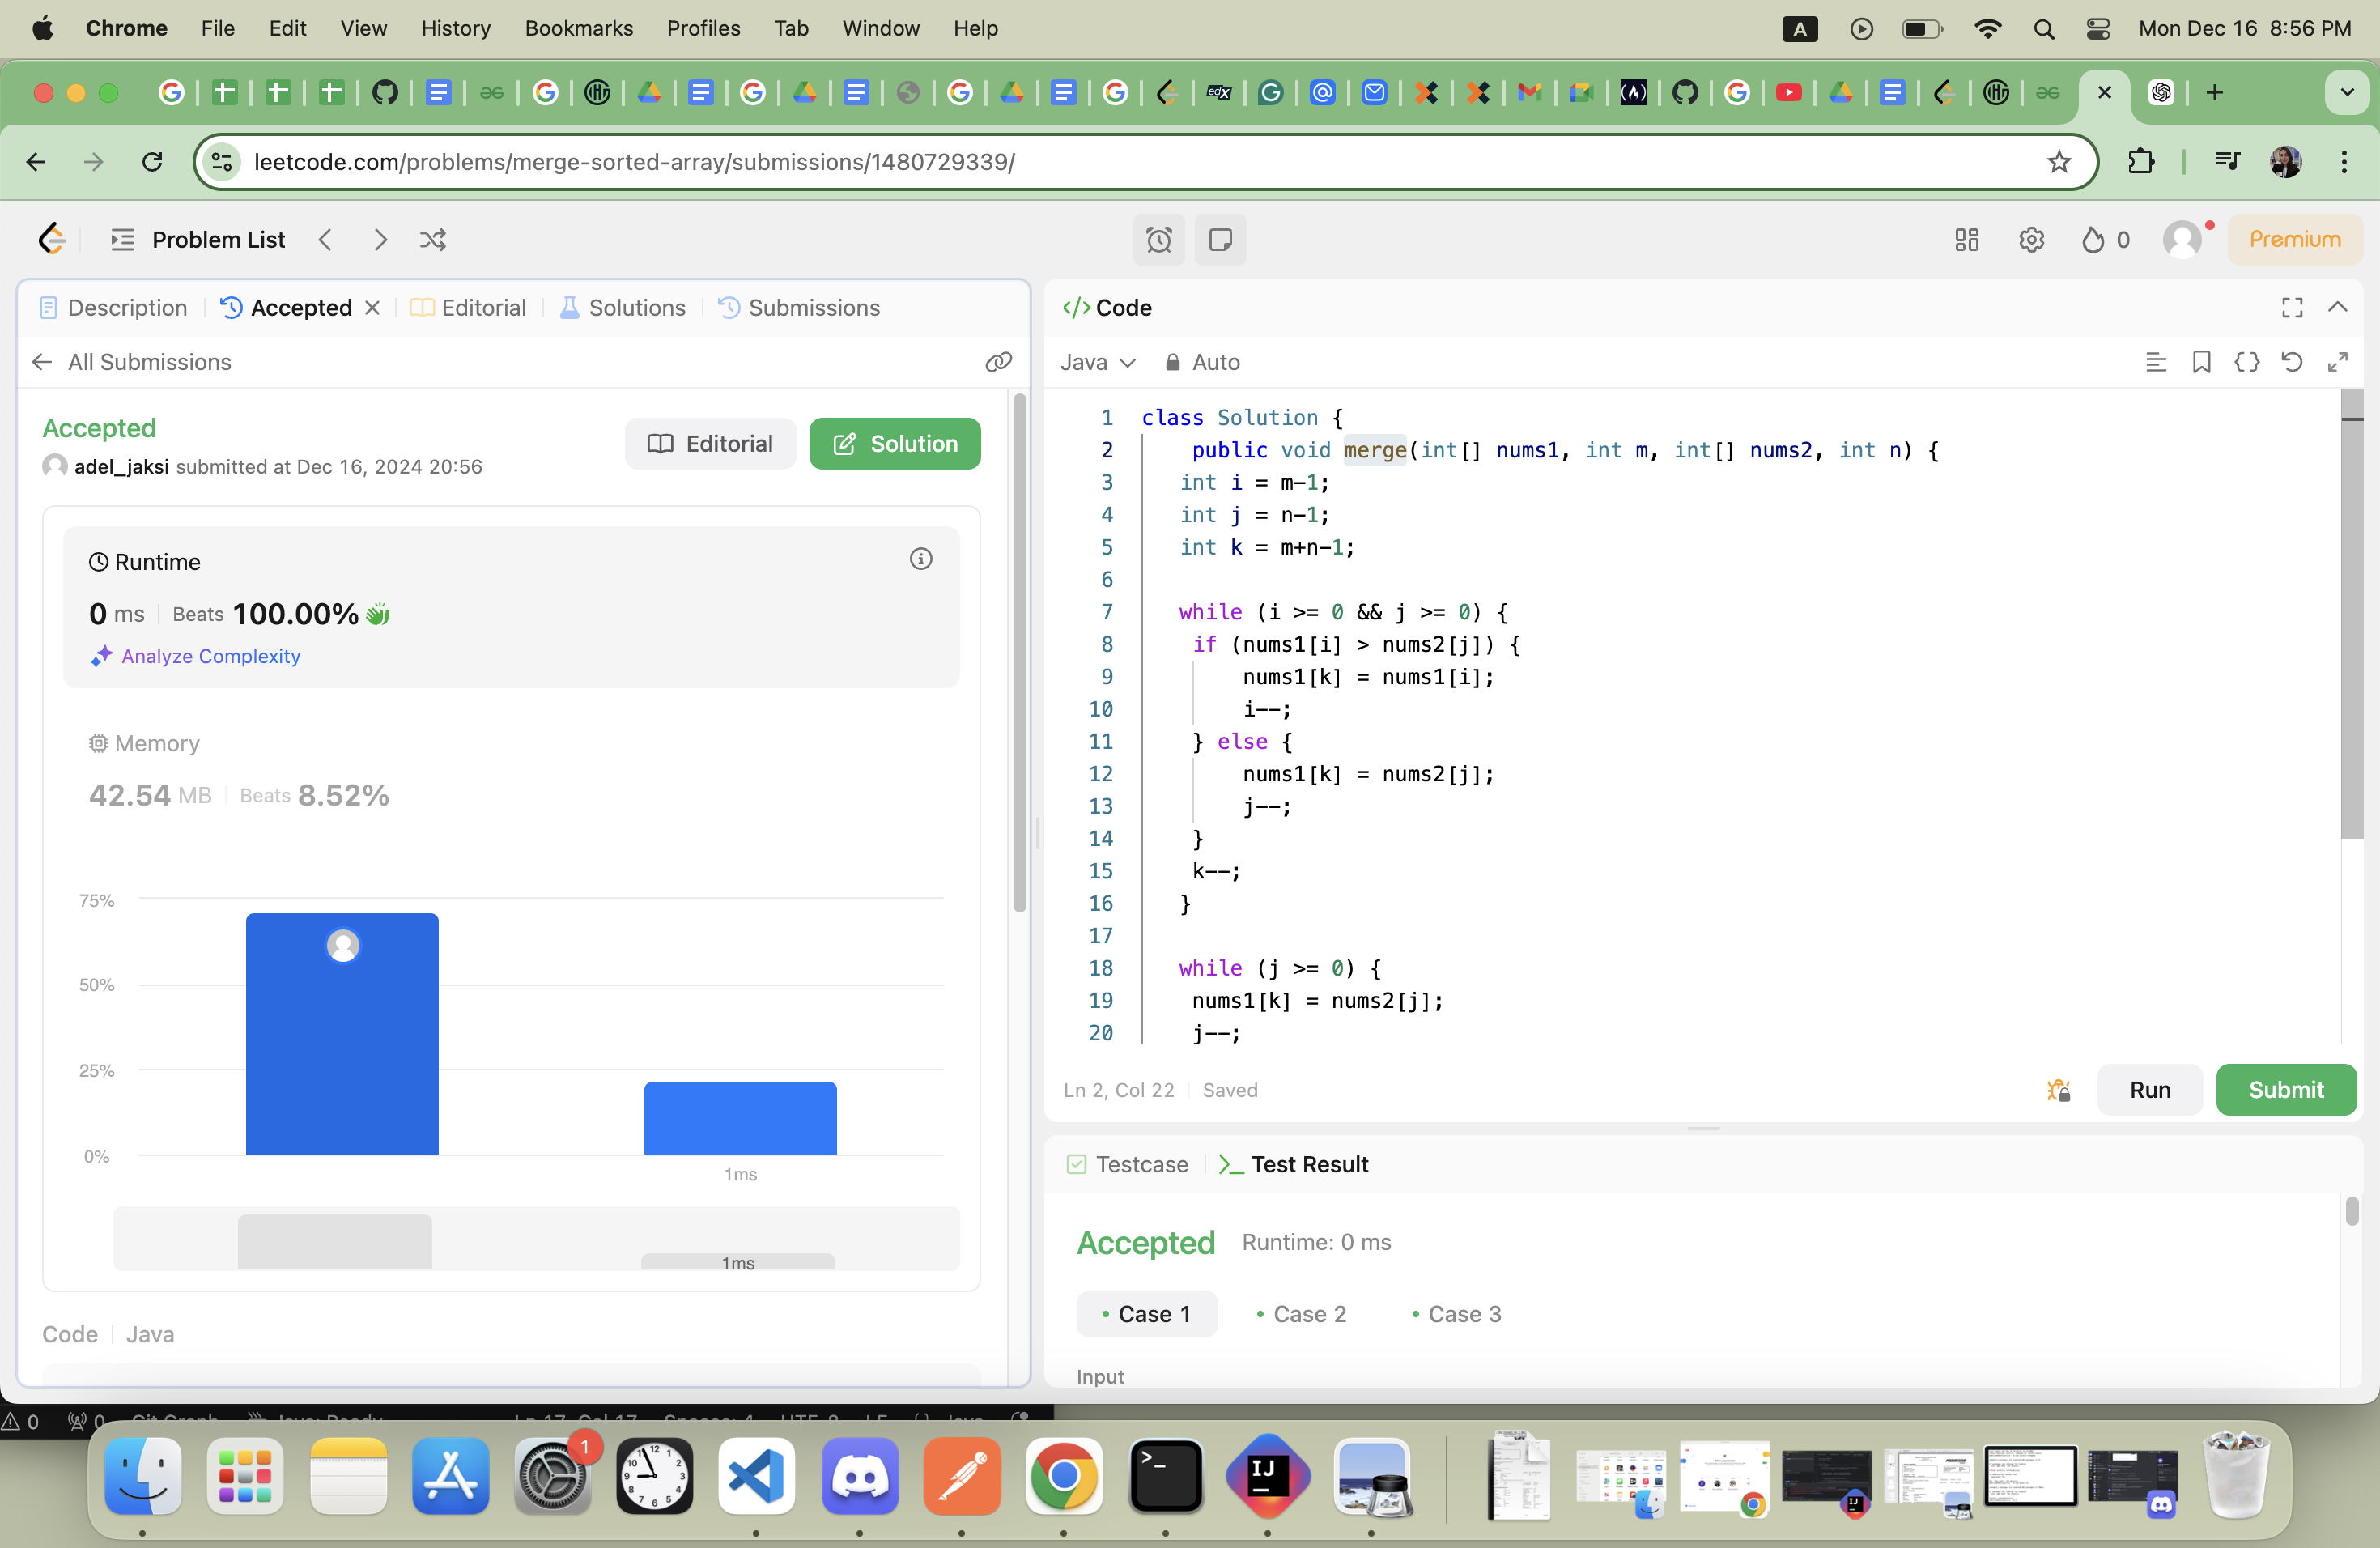 Chrome File Edit View History Bookmarks Profiles Tab Window Help A Mon Dec 16 8:56 PM
edX
leetcode.com/problems/merge-sorted-array/submissions/1480729339/
Problem List 0 Premium
Description Accepted Editorial Solutions Submissions
All Submissions
Accepted
adel_jaksi submitted at Dec 16, 2024 20:56
Editorial Solution
Runtime
0 ms Beats 100.00%
Analyze Complexity
Memory
42.54 MB Beats 8.52%
75%
50%
25%
0%
1ms
1ms
Code Java
</> Code
Java Auto
1 class Solution {
2 public void merge(int[] nums1, int m, int[] nums2, int n) {
3 int i = m-1;
4 int j = n-1;
5 int k = m+n-1;
6
7 while (i >= 0 && j >= 0) {
8 if (nums1[i] > nums2[j]) {
9 nums1[k] = nums1[i];
10 i--;
11 } else {
12 nums1[k] = nums2[j];
13 j--;
14 }
15 k--;
16 }
17
18 while (j >= 0) {
19 nums1[k] = nums2[j];
20 j--;
Ln 2, Col 22 Saved Run Submit
Testcase Test Result
Accepted Runtime: 0 ms
Case 1 Case 2 Case 3
Input
0 0
1
IJ